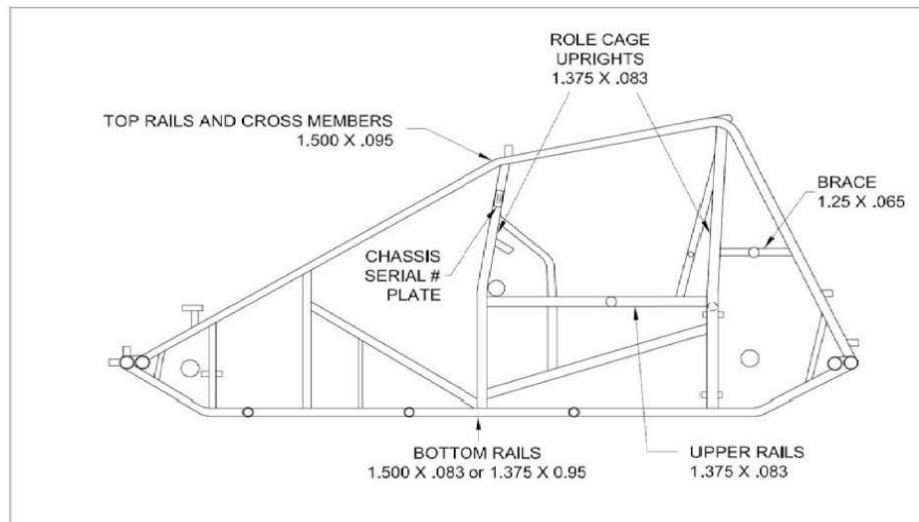 ROLE CAGE
UPRIGHTS
1.375 X .083
TOP RAILS AND CROSS MEMBERS
1.500 X .095
BRACE
1.25 X .065
CHASSIS
SERIAL #
PLATE
BOTTOM RAILS
1.500 X .083 or 1.375 X 0.95
UPPER RAILS
1.375 X .083